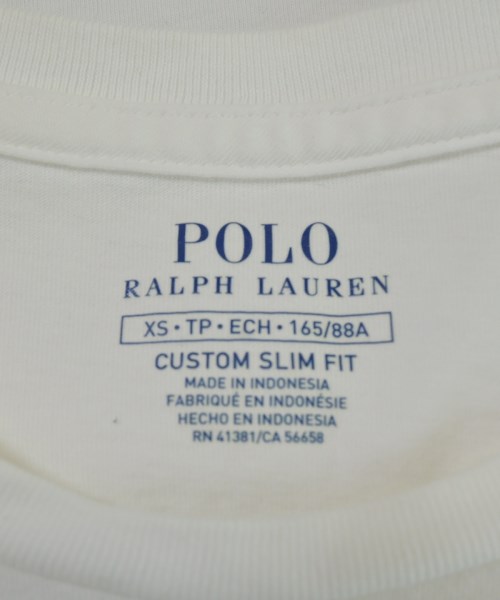 POLO
RALPH LAUREN
XS • TP • ECH • 165/88A
CUSTOM SLIM FIT
MADE IN INDONESIA
FABRIQUÉ EN INDONÉSIE
HECHO EN INDONESIA
RN 41381/CA 56658